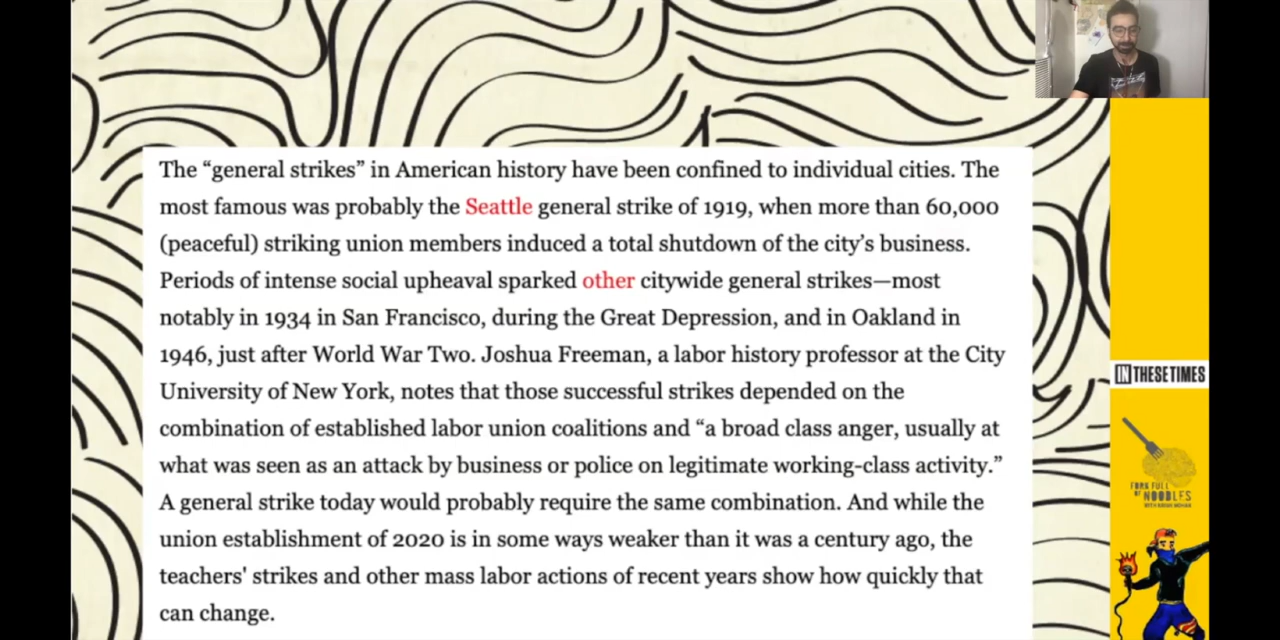 The “general strikes” in American history have been confined to individual cities. The
most famous was probably the Seattle general strike of 1919, when more than 60,000
(peaceful) striking union members induced a total shutdown of the city’s business.
Periods of intense social upheaval sparked other citywide general strikes—most
notably in 1934 in San Francisco, during the Great Depression, and in Oakland in
1946, just after World War Two. Joshua Freeman, a labor history professor at the City
University of New York, notes that those successful strikes depended on the
combination of established labor union coalitions and “a broad class anger, usually at
what was seen as an attack by business or police on legitimate working-class activity.”
A general strike today would probably require the same combination. And while the
union establishment of 2020 is in some ways weaker than it was a century ago, the
teachers' strikes and other mass labor actions of recent years show how quickly that
can change.
IN THESE TIMES
FORK FULL
OF NOODLES